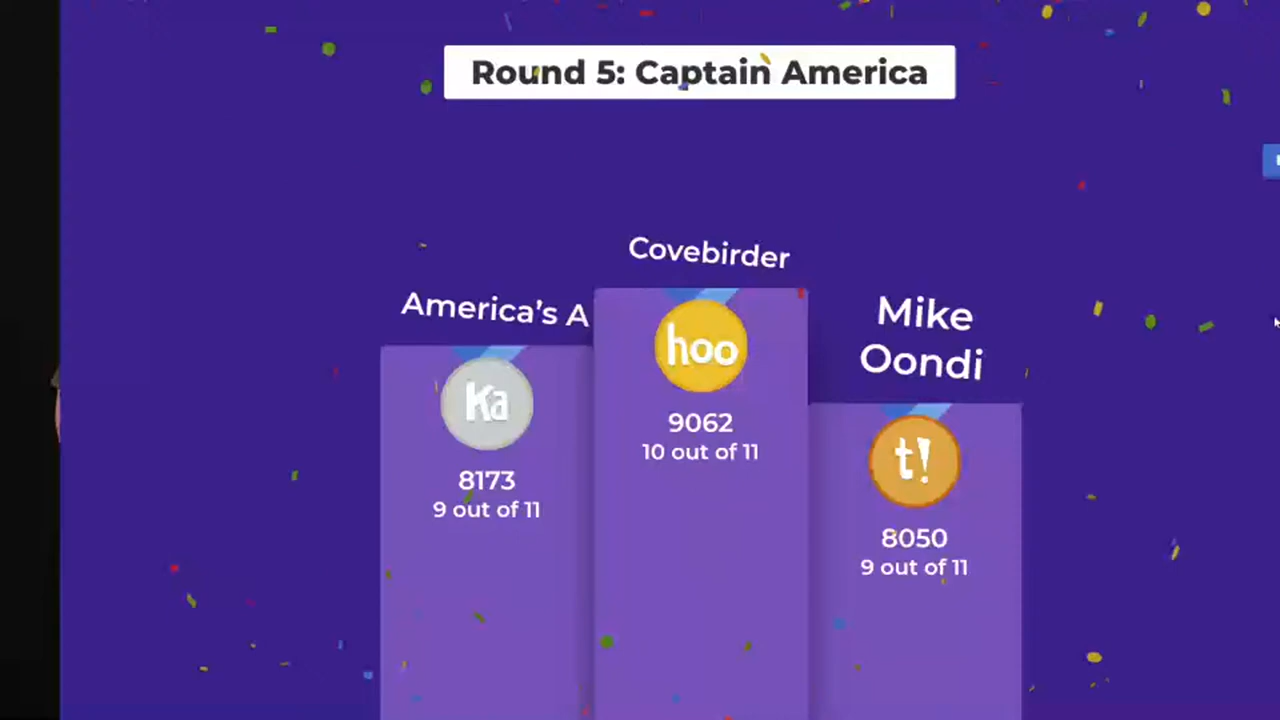 Round 5: Captain America
Covebirder
America's A
Mike
Oondi
hoo
9062
10 out of 11
Ka
8173
9 out of 11
t!
8050
9 out of 11